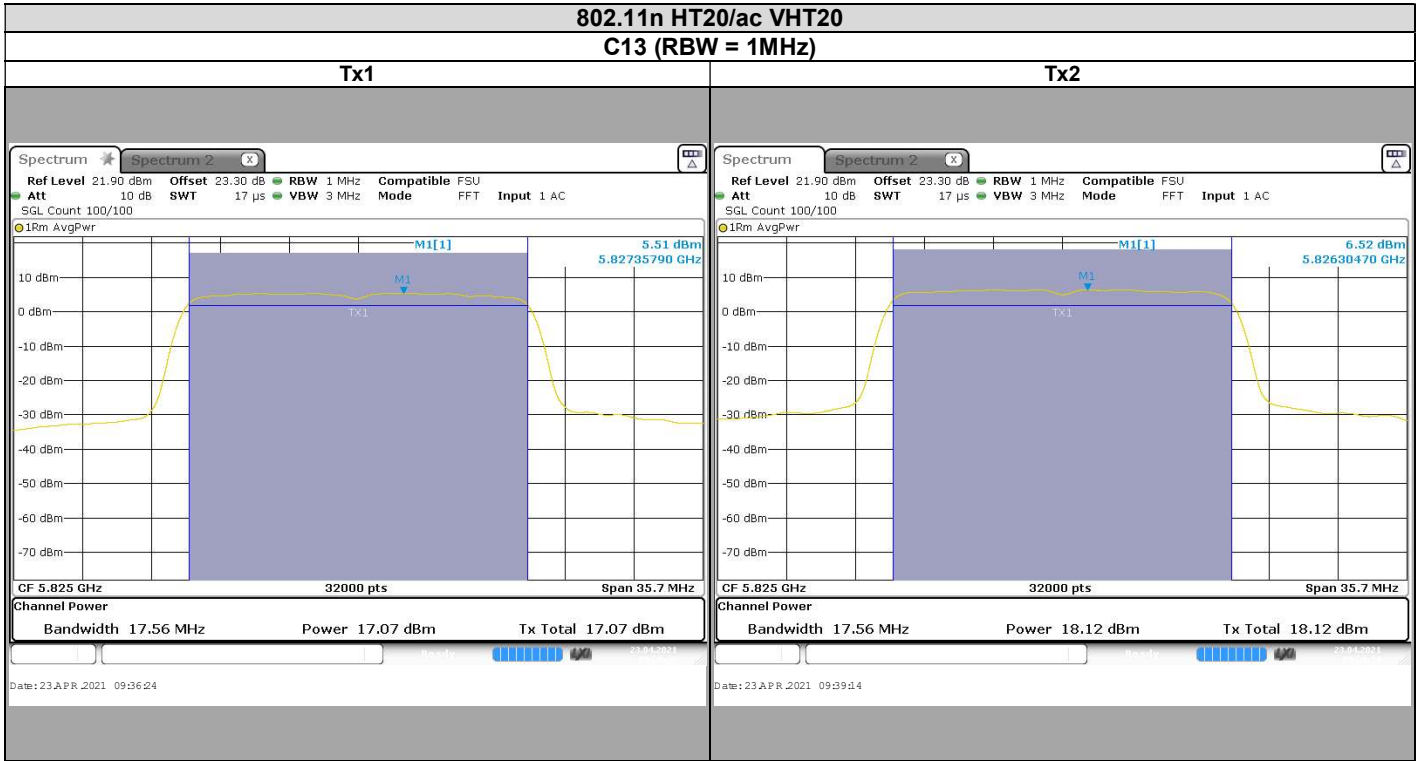 802.11n HT20/ac VHT20
C13 (RBW = 1MHz)
Tx1 Tx2
Spectrum Spectrum 2 X
Ref Level 21.90 dBm Offset 23.30 dB RBW 1 MHz Compatible FSU
Att 10 dB SWT 17 µs VBW 3 MHz Mode FFT Input 1 AC
SGL Count 100/100
1Rm AvgPwr
M1[1] 5.51 dBm
5.82735790 GHz
10 dBm
M1
0 dBm
TX1
-10 dBm
-20 dBm
-30 dBm
-40 dBm
-50 dBm
-60 dBm
-70 dBm
CF 5.825 GHz 32000 pts Span 35.7 MHz
Channel Power
Bandwidth 17.56 MHz Power 17.07 dBm Tx Total 17.07 dBm
Ready 23.04.2021
Date: 23.APR.2021 09:36:24
Spectrum Spectrum 2 X
Ref Level 21.90 dBm Offset 23.30 dB RBW 1 MHz Compatible FSU
Att 10 dB SWT 17 µs VBW 3 MHz Mode FFT Input 1 AC
SGL Count 100/100
1Rm AvgPwr
M1[1] 6.52 dBm
5.82630470 GHz
10 dBm
M1
0 dBm
TX1
-10 dBm
-20 dBm
-30 dBm
-40 dBm
-50 dBm
-60 dBm
-70 dBm
CF 5.825 GHz 32000 pts Span 35.7 MHz
Channel Power
Bandwidth 17.56 MHz Power 18.12 dBm Tx Total 18.12 dBm
Ready 23.04.2021
Date: 23.APR.2021 09:39:14